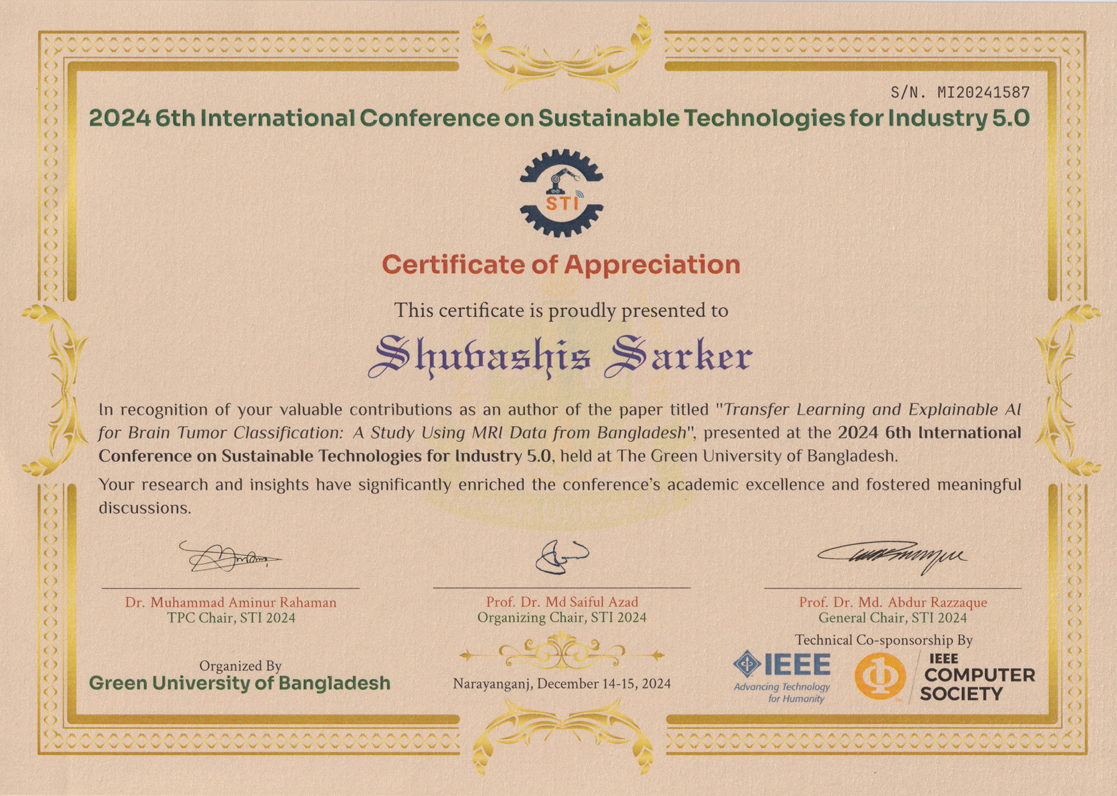 S/N. MI20241587
2024 6th International Conference on Sustainable Technologies for Industry 5.0
STI
Certificate of Appreciation
This certificate is proudly presented to
Shuvashis Sarker
In recognition of your valuable contributions as an author of the paper titled "Transfer Learning and Explainable AI
for Brain Tumor Classification: A Study Using MRI Data from Bangladesh", presented at the 2024 6th International
Conference on Sustainable Technologies for Industry 5.0, held at The Green University of Bangladesh.
Your research and insights have significantly enriched the conference's academic excellence and fostered meaningful
discussions.
Dr. Muhammad Aminur Rahaman
TPC Chair, STI 2024
Prof. Dr. Md Saiful Azad
Organizing Chair, STI 2024
Prof. Dr. Md. Abdur Razzaque
General Chair, STI 2024
Organized By
Green University of Bangladesh
Narayanganj, December 14-15, 2024
Technical Co-sponsorship By
IEEE
Advancing Technology
for Humanity
IEEE
COMPUTER
SOCIETY